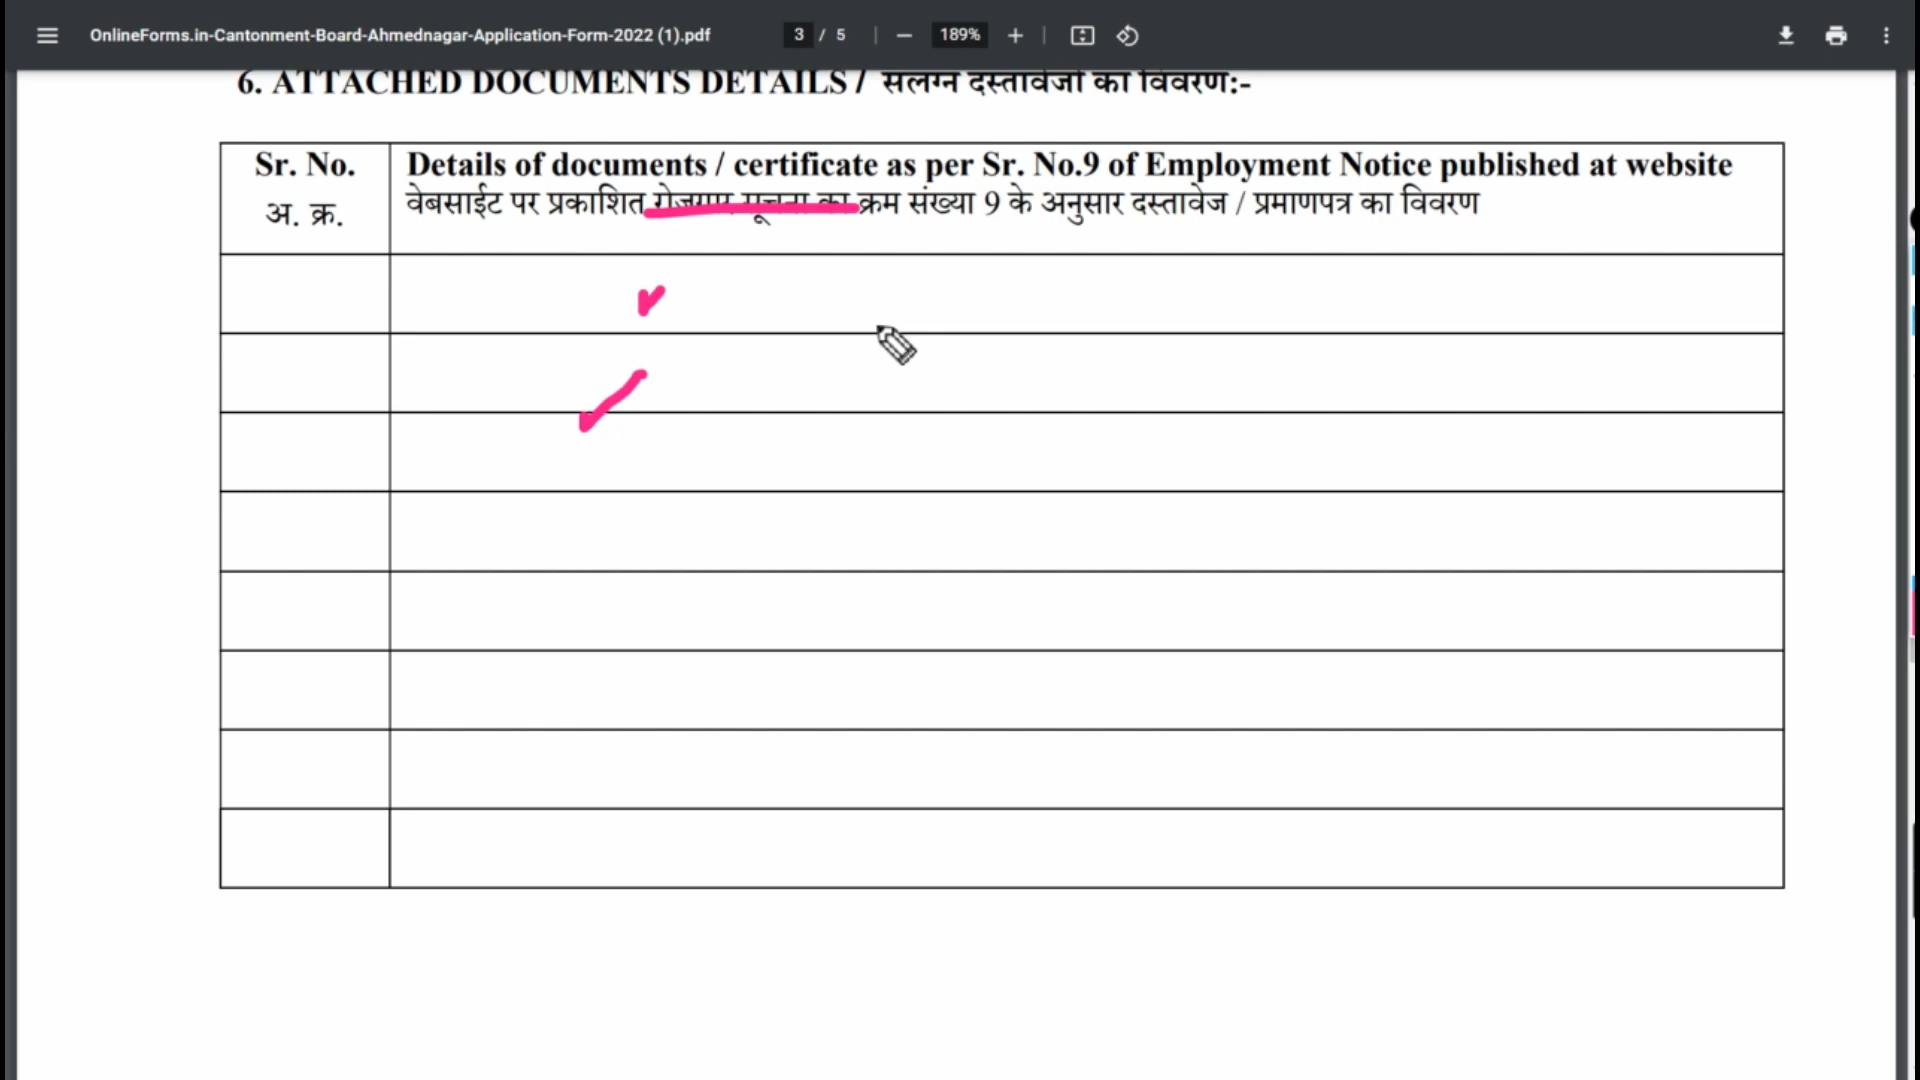 OnlineForms.in-Cantonment-Board-Ahmednagar-Application-Form-2022 (1).pdf 3 / 5 189%
6. ATTACHED DOCUMENTS DETAILS / संलग्न दस्तावेजों का विवरण:-
Sr. No. Details of documents / certificate as per Sr. No.9 of Employment Notice published at website
अ. क्र. वेबसाईट पर प्रकाशित रोजगार सूचना का क्रम संख्या 9 के अनुसार दस्तावेज / प्रमाणपत्र का विवरण